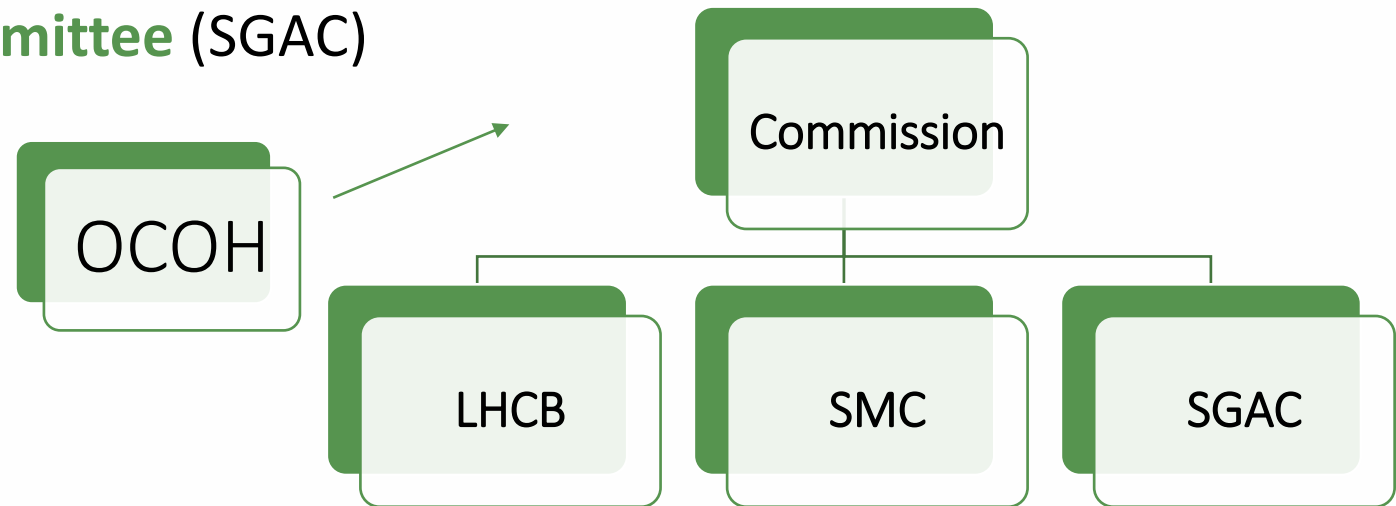 mittee (SGAC)
Commission
OCOH
LHCB
SMC
SGAC